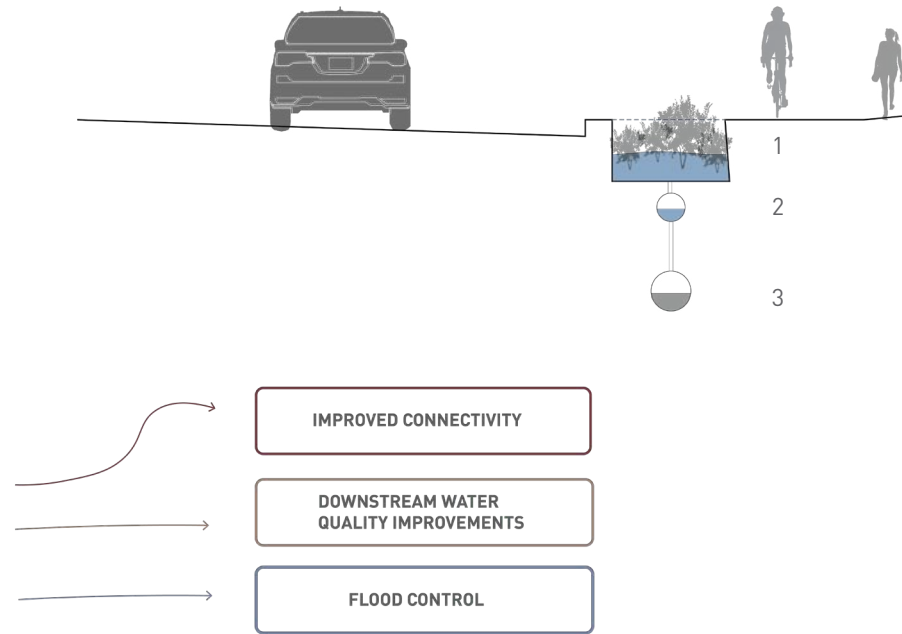 1
2
3
IMPROVED CONNECTIVITY
DOWNSTREAM WATER
QUALITY IMPROVEMENTS
FLOOD CONTROL